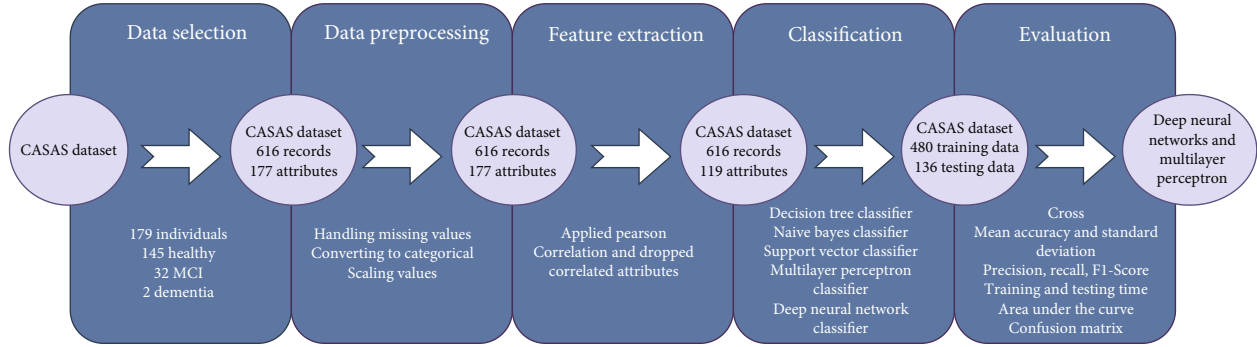 Data selection
Data preprocessing
Feature extraction
Classification
Evaluation
CASAS dataset
CASAS dataset
616 records
177 attributes
CASAS dataset
616 records
177 attributes
CASAS dataset
616 records
119 attributes
CASAS dataset
480 training data
136 testing data
Deep neural
networks and
multilayer
perceptron
179 individuals
145 healthy
32 MCI
2 dementia
Handling missing values
Converting to categorical
Scaling values
Applied pearson
Correlation and dropped
correlated attributes
Decision tree classifier
Naive bayes classifier
Support vector classifier
Multilayer perceptron
classifier
Deep neural network
classifier
Cross
Mean accuracy and standard
deviation
Precision, recall, F1-Score
Training and testing time
Area under the curve
Confusion matrix